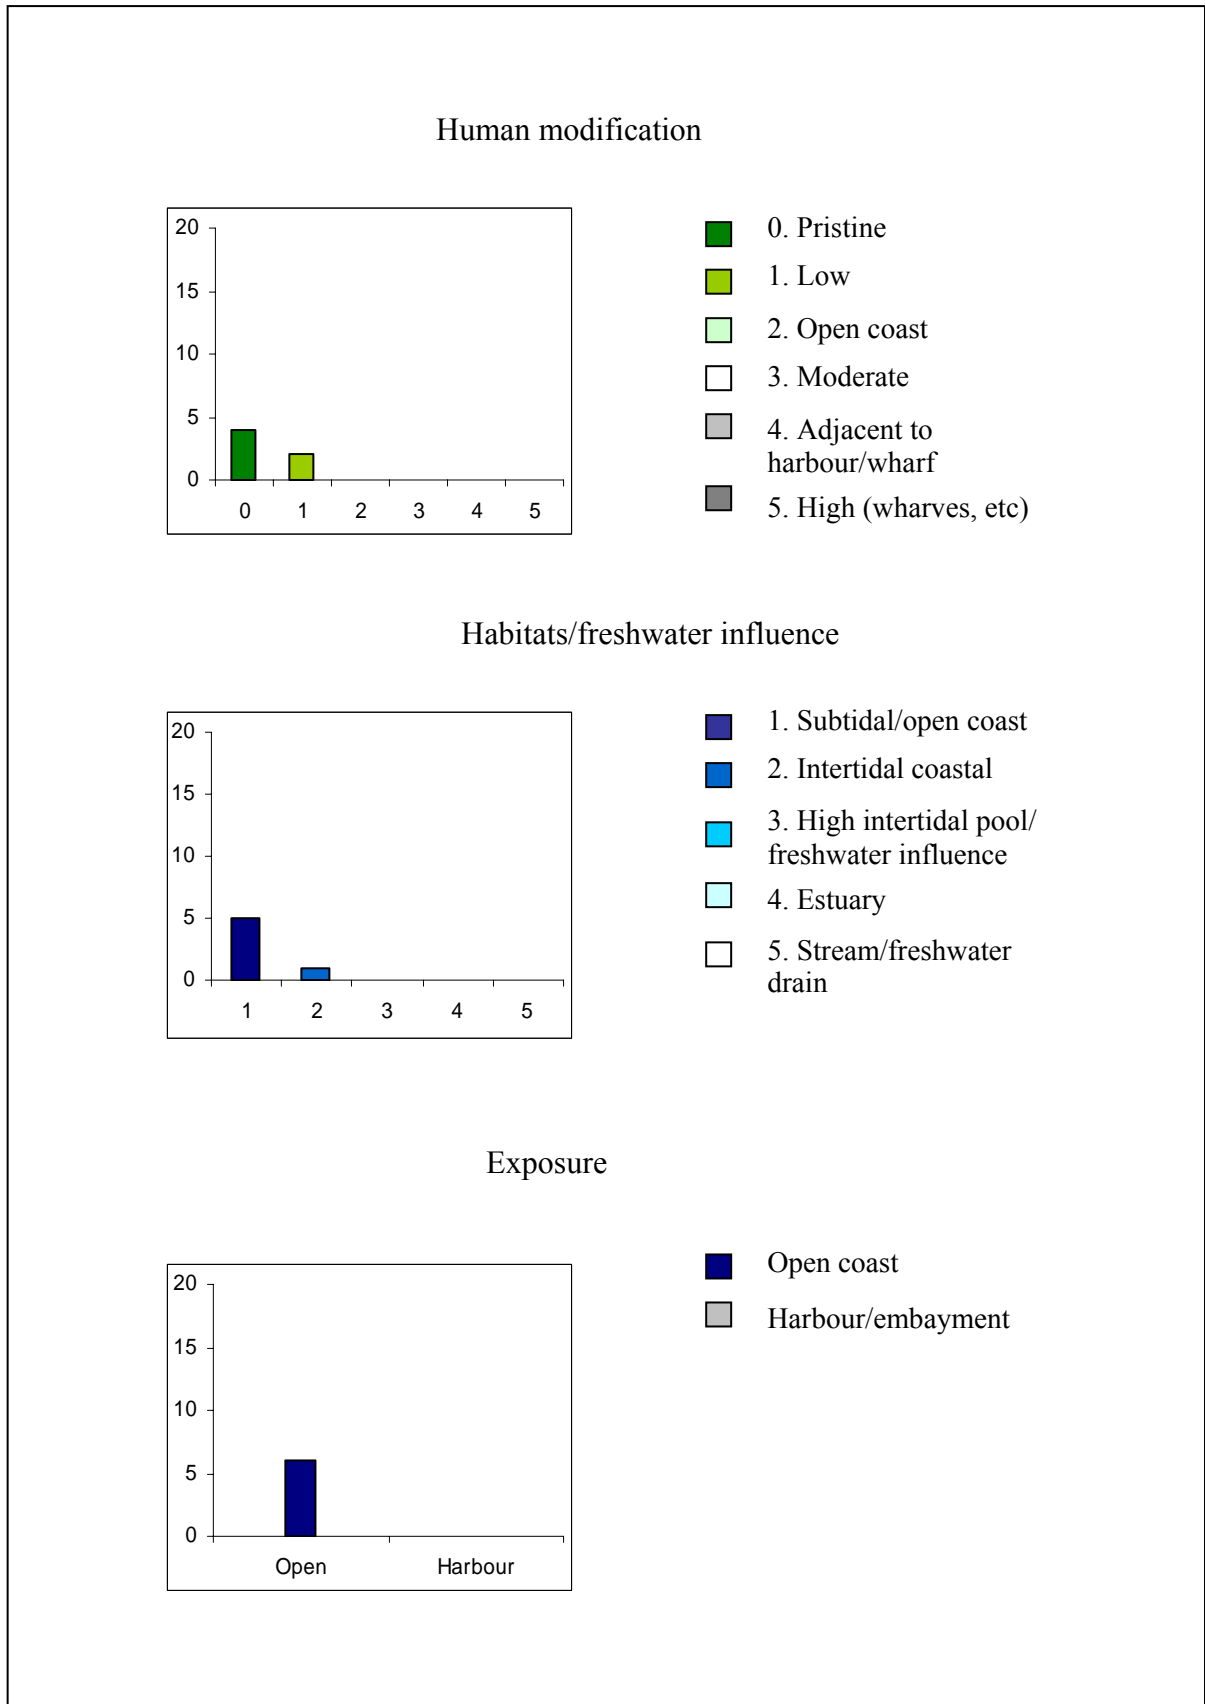 Human modification
20
15
10
5
0
0 1 2 3 4 5
0. Pristine
1. Low
2. Open coast
3. Moderate
4. Adjacent to
harbour/wharf
5. High (wharves, etc)
Habitats/freshwater influence
20
15
10
5
0
1 2 3 4 5
1. Subtidal/open coast
2. Intertidal coastal
3. High intertidal pool/
freshwater influence
4. Estuary
5. Stream/freshwater
drain
Exposure
20
15
10
5
0
Open Harbour
Open coast
Harbour/embayment